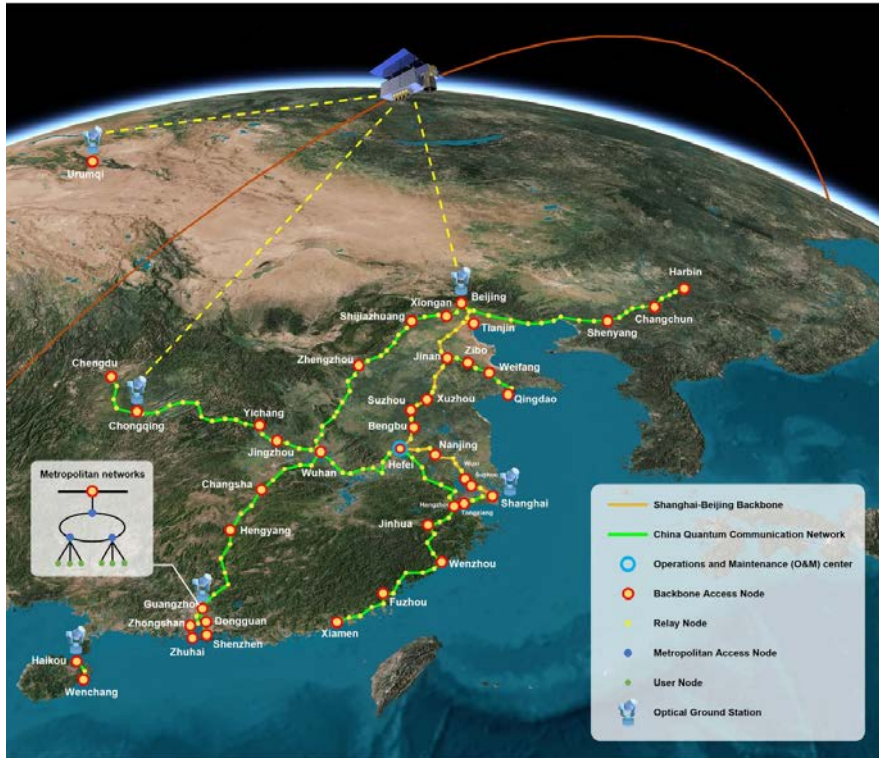 Urumqi
Harbin
Beijing
Xiongan
Changchun
Shijiazhuang
Tianjin
Shenyang
Zhengzhou
Jinan
Zibo
Weifang
Chengdu
Qingdao
Suzhou
Xuzhou
Chongqing
Yichang
Bengbu
Nanjing
Jingzhou
Wuhan
Hefei
Wuxi
Suzhou
Metropolitan networks
Changsha
Hangzhou
Tongxiang
Shanghai
Jinhua
Hengyang
Wenzhou
Guangzhou
Fuzhou
Zhongshan
Dongguan
Xiamen
Zhuhai
Shenzhen
Haikou
Wenchang
Shanghai-Beijing Backbone
China Quantum Communication Network
Operations and Maintenance (O&M) center
Backbone Access Node
Relay Node
Metropolitan Access Node
User Node
Optical Ground Station